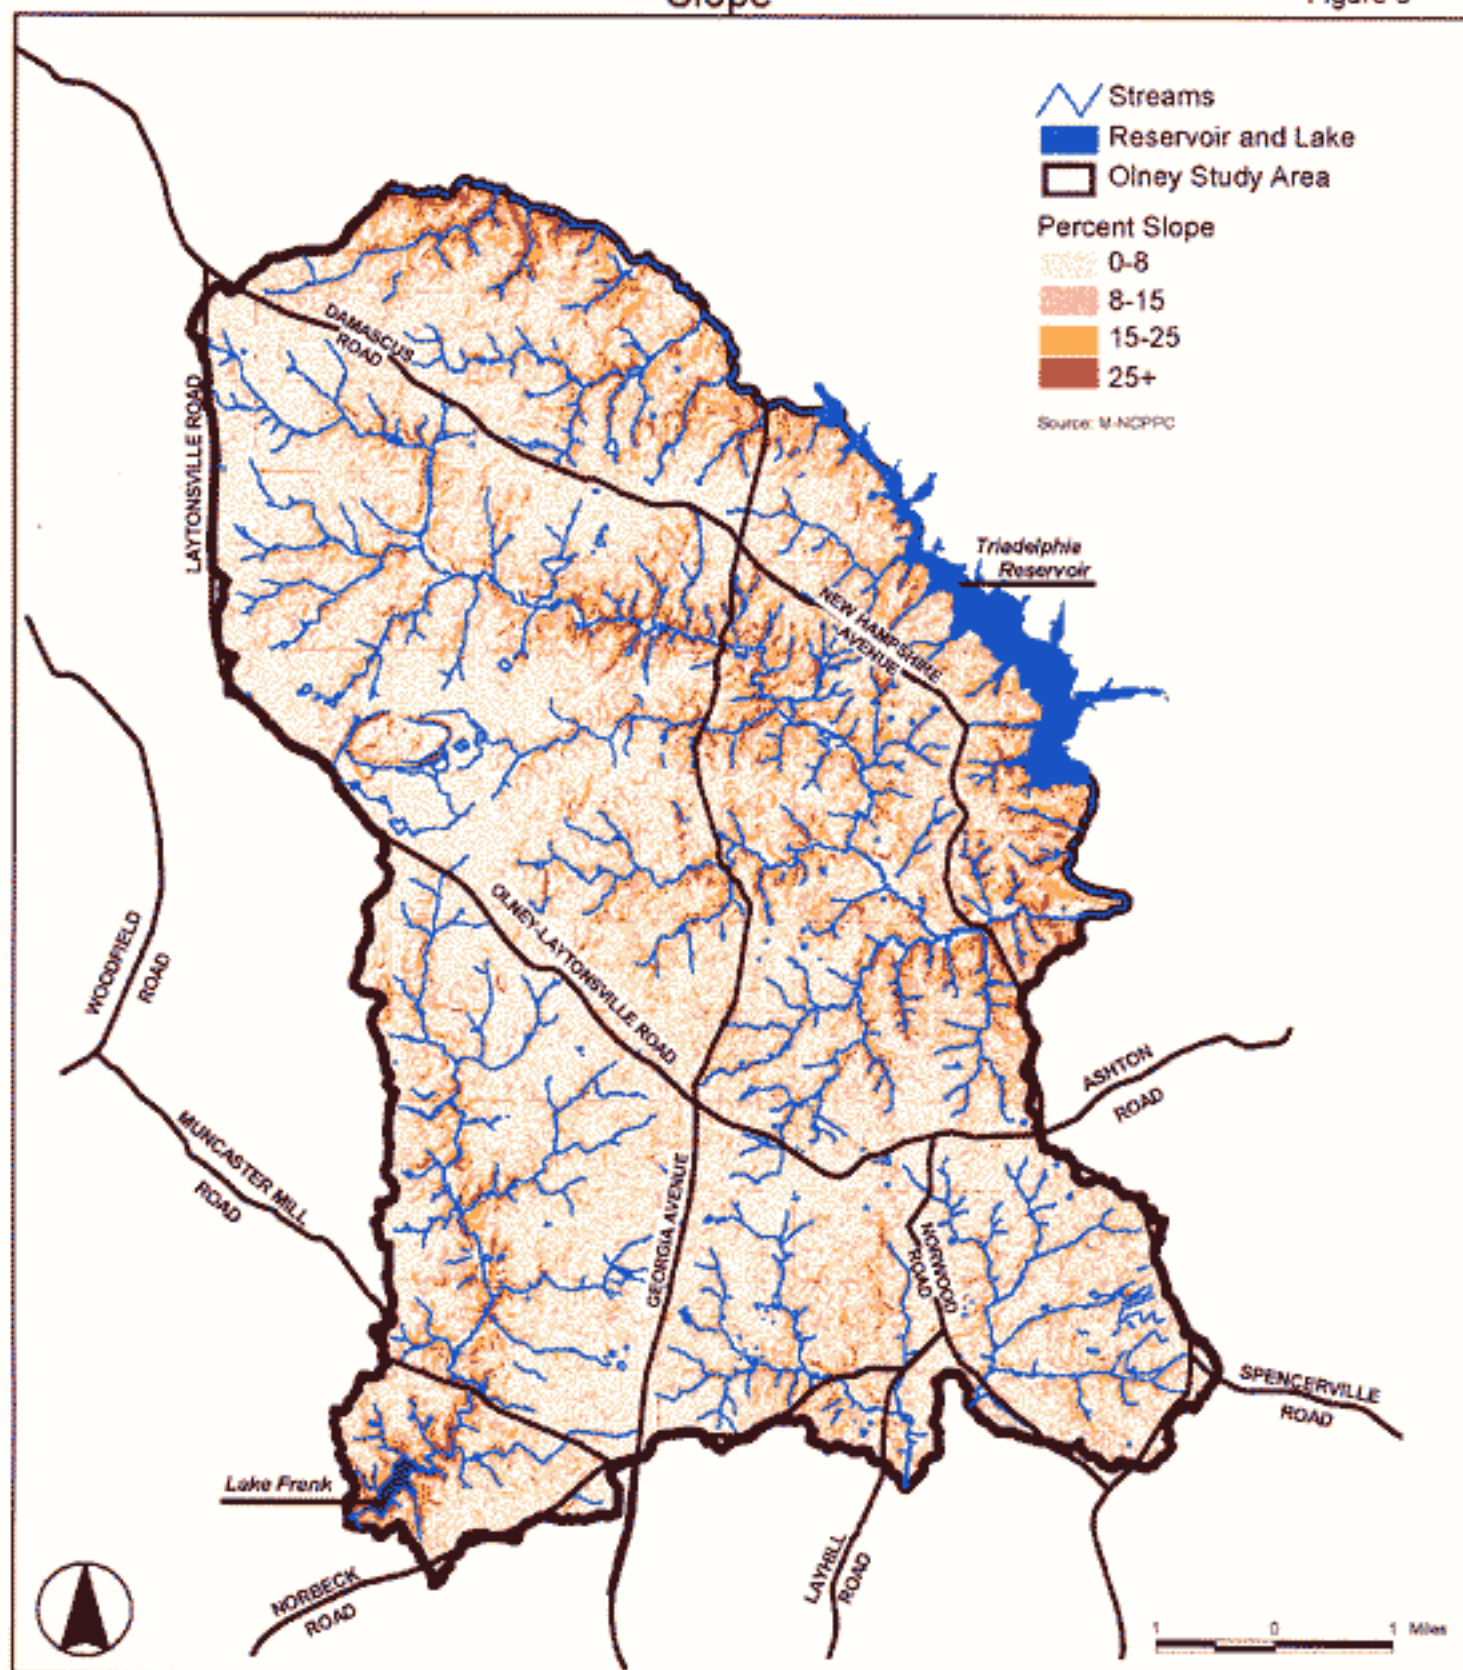 Slope
Streams
Reservoir and Lake
Olney Study Area
Percent Slope
0-8
8-15
15-25
25+
Source: M-NCPPC
DAMASCUS
ROAD
LAYTONSVILLE ROAD
Triadelphia
Reservoir
NEW HAMPSHIRE
AVENUE
OLNEY-LAYTONSVILLE ROAD
WOODFIELD
ROAD
ASHTON
ROAD
MUNCASTER MILL
ROAD
GEORGIA AVENUE
NORWOOD
ROAD
SPENCERVILLE
ROAD
Lake Frank
LAYHILL
ROAD
NORBECK
ROAD
1 0 1 Miles